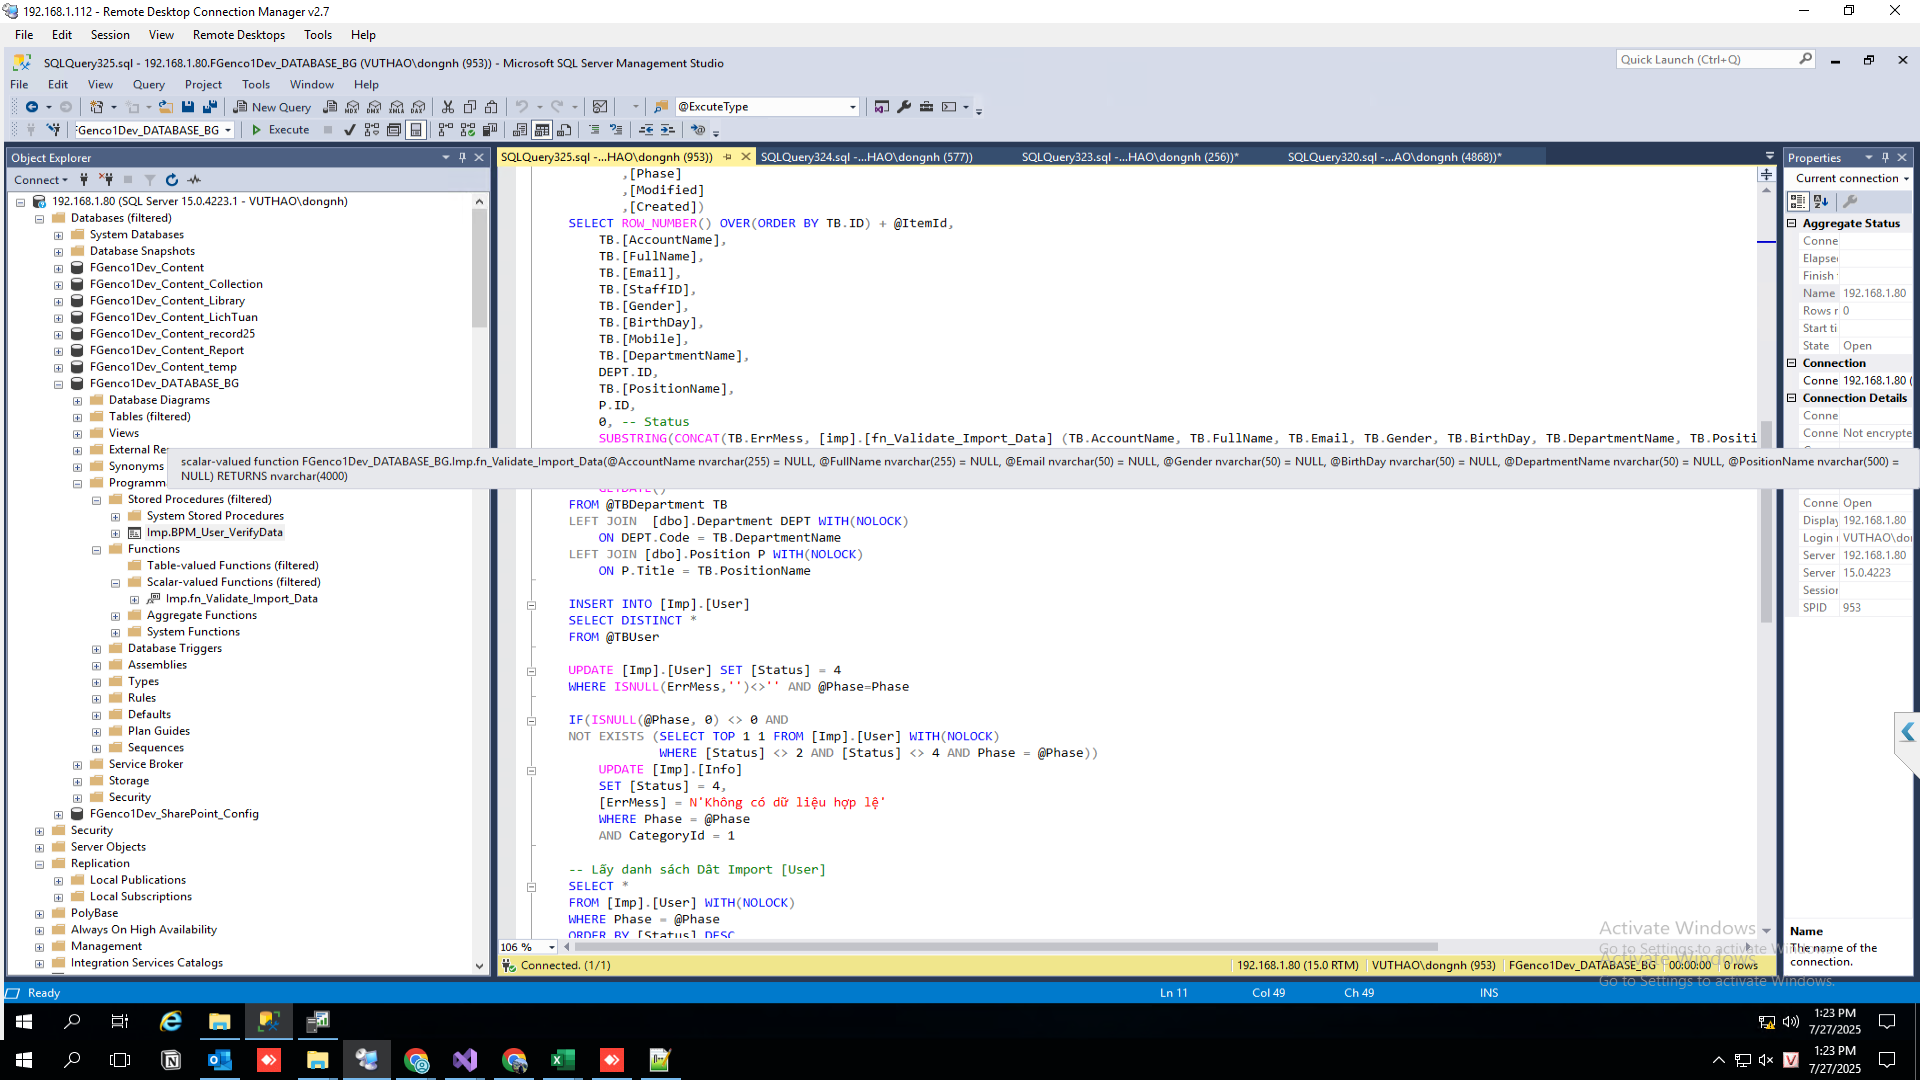 192.168.1.112 - Remote Desktop Connection Manager v2.7
File Edit Session View Remote Desktops Tools Help
SQLQuery325.sql - 192.168.1.80.FGenco1Dev_DATABASE_BG (VUTHAO\dongnh (953)) - Microsoft SQL Server Management Studio
Quick Launch (Ctrl+Q)
File Edit View Query Project Tools Window Help
New Query
@ExcuteType
Genco1Dev_DATABASE_BG
Execute
Object Explorer
Connect
192.168.1.80 (SQL Server 15.0.4223.1 - VUTHAO\dongnh)
Databases (filtered)
System Databases
Database Snapshots
FGenco1Dev_Content
FGenco1Dev_Content_Collection
FGenco1Dev_Content_Library
FGenco1Dev_Content_LichTuan
FGenco1Dev_Content_record25
FGenco1Dev_Content_Report
FGenco1Dev_Content_temp
FGenco1Dev_DATABASE_BG
Database Diagrams
Tables (filtered)
Views
External Re
Synonyms
Programm
Stored Procedures (filtered)
System Stored Procedures
Imp.BPM_User_VerifyData
Functions
Table-valued Functions (filtered)
Scalar-valued Functions (filtered)
Imp.fn_Validate_Import_Data
Aggregate Functions
System Functions
Database Triggers
Assemblies
Types
Rules
Defaults
Plan Guides
Sequences
Service Broker
Storage
Security
FGenco1Dev_SharePoint_Config
Security
Server Objects
Replication
Local Publications
Local Subscriptions
PolyBase
Always On High Availability
Management
Integration Services Catalogs
SQLQuery325.sql -...HAO\dongnh (953))
SQLQuery324.sql -...HAO\dongnh (577))
SQLQuery323.sql -...HAO\dongnh (256))*
SQLQuery320.sql -...AO\dongnh (4868))*
,[Phase]
,[Modified]
,[Created])
SELECT ROW_NUMBER() OVER(ORDER BY TB.ID) + @ItemId,
TB.[AccountName],
TB.[FullName],
TB.[Email],
TB.[StaffID],
TB.[Gender],
TB.[BirthDay],
TB.[Mobile],
TB.[DepartmentName],
DEPT.ID,
TB.[PositionName],
P.ID,
0, -- Status
SUBSTRING(CONCAT(TB.ErrMess, [imp].[fn_Validate_Import_Data] (TB.AccountName, TB.FullName, TB.Email, TB.Gender, TB.BirthDay, TB.DepartmentName, TB.Positi
scalar-valued function FGenco1Dev_DATABASE_BG.Imp.fn_Validate_Import_Data(@AccountName nvarchar(255) = NULL, @FullName nvarchar(255) = NULL, @Email nvarchar(50) = NULL, @Gender nvarchar(50) = NULL, @BirthDay nvarchar(50) = NULL, @DepartmentName nvarchar(50) = NULL, @PositionName nvarchar(500) =
NULL) RETURNS nvarchar(4000)
GETDATE()
FROM @TBDepartment TB
LEFT JOIN [dbo].Department DEPT WITH(NOLOCK)
ON DEPT.Code = TB.DepartmentName
LEFT JOIN [dbo].Position P WITH(NOLOCK)
ON P.Title = TB.PositionName
INSERT INTO [Imp].[User]
SELECT DISTINCT *
FROM @TBUser
UPDATE [Imp].[User] SET [Status] = 4
WHERE ISNULL(ErrMess,'')<>'' AND @Phase=Phase
IF(ISNULL(@Phase, 0) <> 0 AND
NOT EXISTS (SELECT TOP 1 1 FROM [Imp].[User] WITH(NOLOCK)
WHERE [Status] <> 2 AND [Status] <> 4 AND Phase = @Phase))
UPDATE [Imp].[Info]
SET [Status] = 4,
[ErrMess] = N'Không có dữ liệu hợp lệ'
WHERE Phase = @Phase
AND CategoryId = 1
-- Lấy danh sách Dât Import [User]
SELECT *
FROM [Imp].[User] WITH(NOLOCK)
WHERE Phase = @Phase
ORDER BY [Status] DESC
106 %
Connected. (1/1)
192.168.1.80 (15.0 RTM)
VUTHAO\dongnh (953)
FGenco1Dev_DATABASE_BG
00:00:00
0 rows
Properties
Current connection
Aggregate Status
Conne
Elapse
Finish
Name 192.168.1.80
Rows r 0
Start ti
State Open
Connection
Conne 192.168.1.80 (
Connection Details
Conne
Conne Not encrypte
Conne Open
Display 192.168.1.80
Login VUTHAO\do
Server 192.168.1.80
Server 15.0.4223
Session
SPID 953
Name
The name of the
connection.
Activate Windows
Go to Settings to activate Windows.
Activate Windows
Go to Settings to activate Windows.
Ready
Ln 11
Col 49
Ch 49
INS
1:23 PM
7/27/2025
1:23 PM
7/27/2025